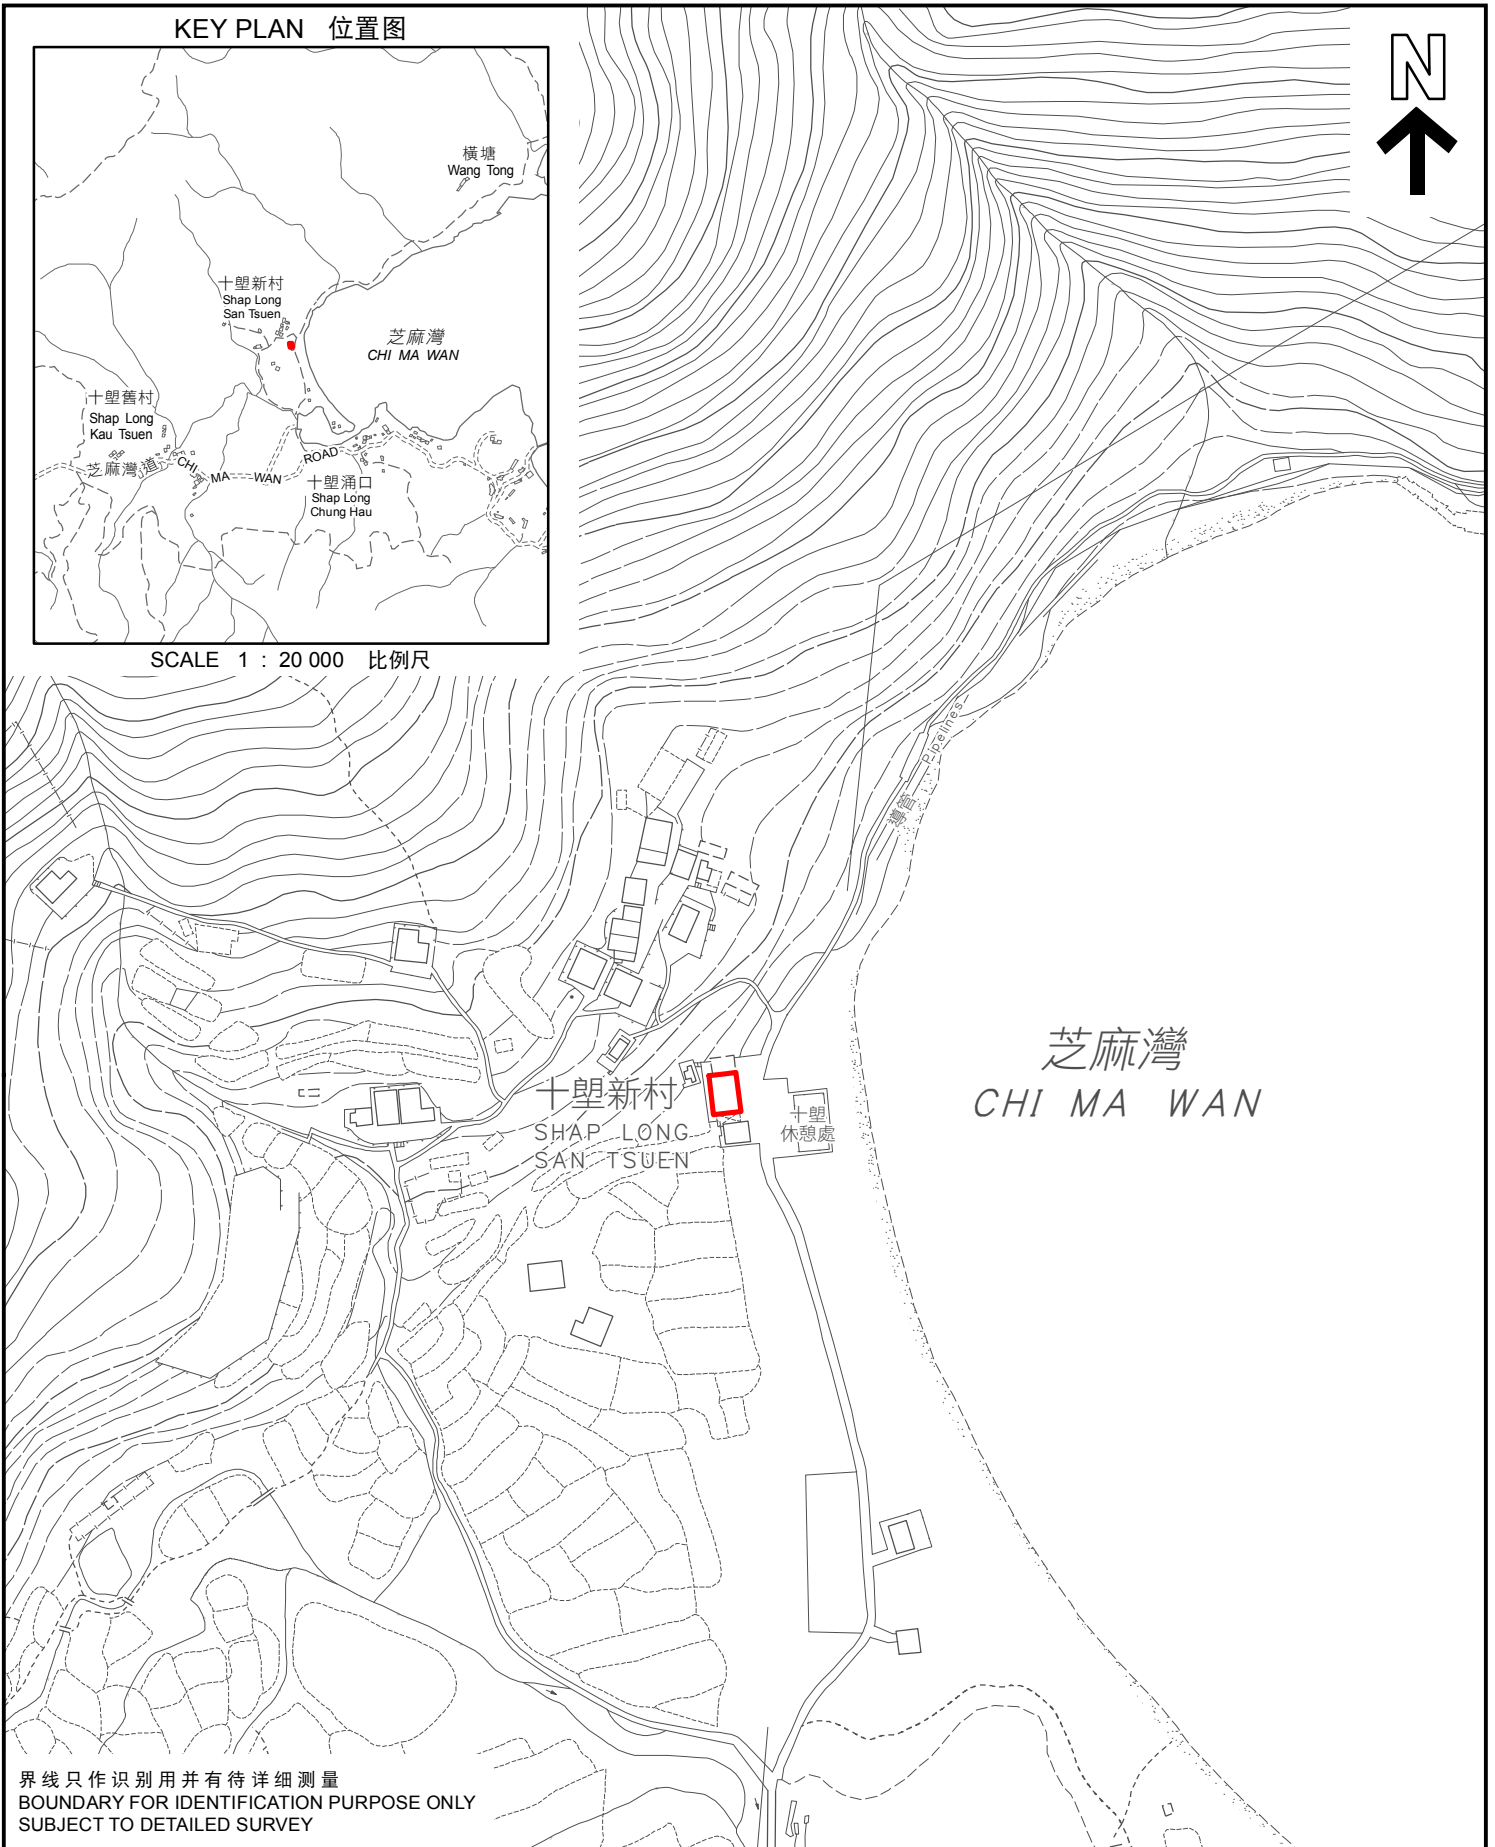 KEY PLAN 位置图
N
橫塘
Wang Tong
十塱新村
Shap Long
San Tsuen
芝麻灣
CHI MA WAN
十塱舊村
Shap Long
Kau Tsuen
芝麻灣道 CHI MA WAN ROAD
十塱涌口
Shap Long
Chung Hau
SCALE 1 : 20 000 比例尺
導管 Pipelines
芝麻灣
CHI MA WAN
十塱新村
SHAP LONG
SAN TSUEN
十塱
休憩處
界线只作识别用并有待详细测量
BOUNDARY FOR IDENTIFICATION PURPOSE ONLY
SUBJECT TO DETAILED SURVEY